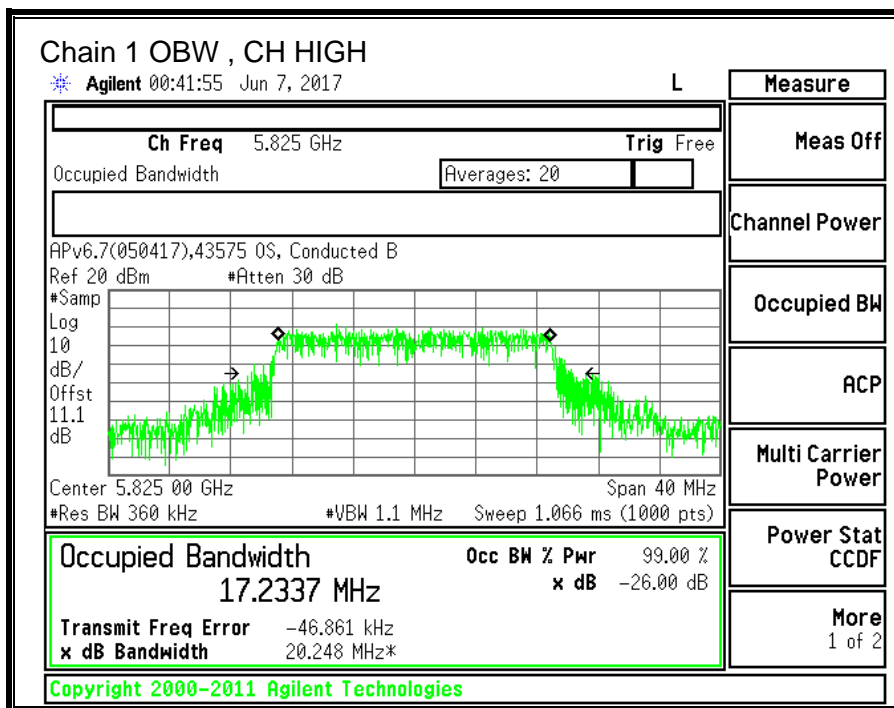 Chain 1 OBW , CH HIGH
Agilent 00:41:55 Jun 7, 2017 L
Measure
Ch Freq 5.825 GHz Trig Free
Meas Off
Occupied Bandwidth Averages: 20
Channel Power
APv6.7(050417),43575 OS, Conducted B
Ref 20 dBm #Atten 30 dB
#Samp
Log
10
dB/
Offst
11.1
dB
Occupied BW
ACP
Multi Carrier
Power
Center 5.825 00 GHz Span 40 MHz
#Res BW 360 kHz #VBW 1.1 MHz Sweep 1.066 ms (1000 pts)
Power Stat
CCDF
Occupied Bandwidth Occ BW % Pwr 99.00 %
17.2337 MHz x dB -26.00 dB
Transmit Freq Error -46.861 kHz
x dB Bandwidth 20.248 MHz*
More
1 of 2
Copyright 2000-2011 Agilent Technologies